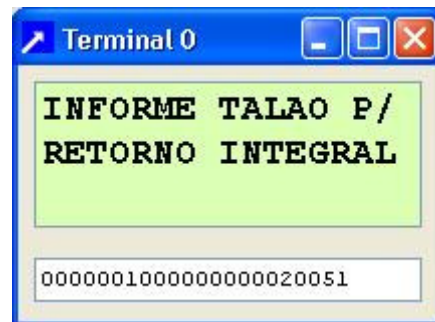 Terminal 0
INFORME TALAO P/
RETORNO INTEGRAL
0000001000000000020051